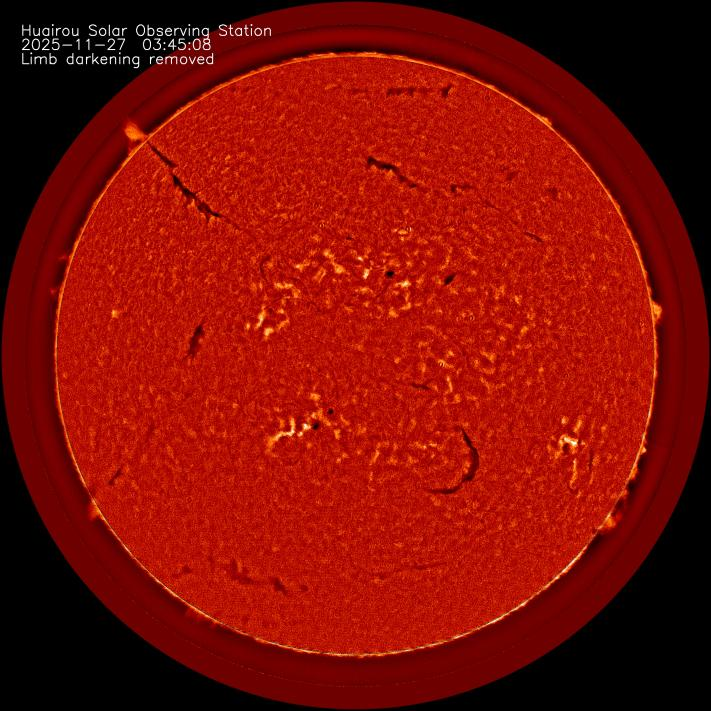 Huairou Solar Observing Station
2025-11-27 03:45:08
Limb darkening removed